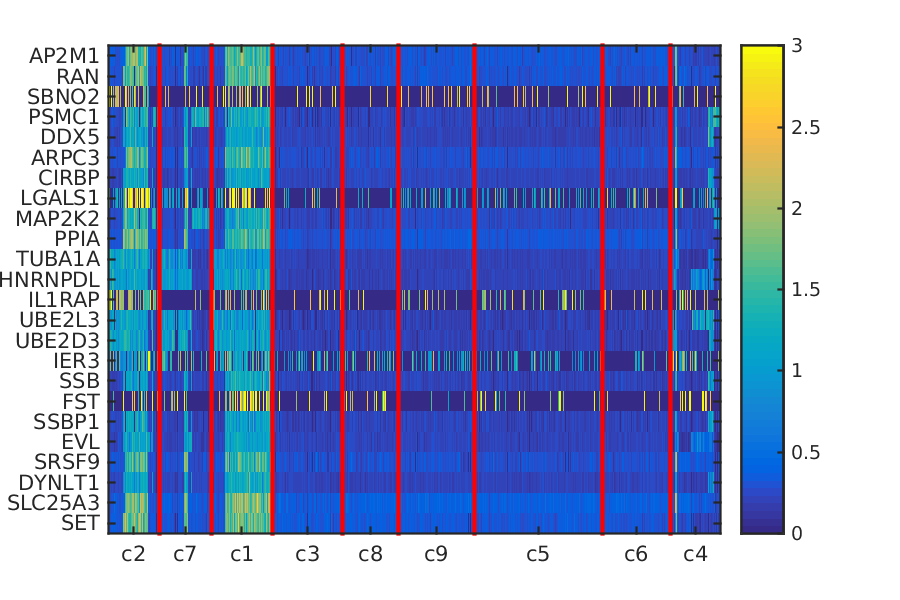 AP2M1
RAN
SBNO2
PSMC1
DDX5
ARPC3
CIRBP
LGALS1
MAP2K2
PPIA
TUBA1A
HNRNPDL
IL1RAP
UBE2L3
UBE2D3
IER3
SSB
FST
SSBP1
EVL
SRSF9
DYNLT1
SLC25A3
SET
c2 c7 c1 c3 c8 c9 c5 c6 c4
3
2.5
2
1.5
1
0.5
0